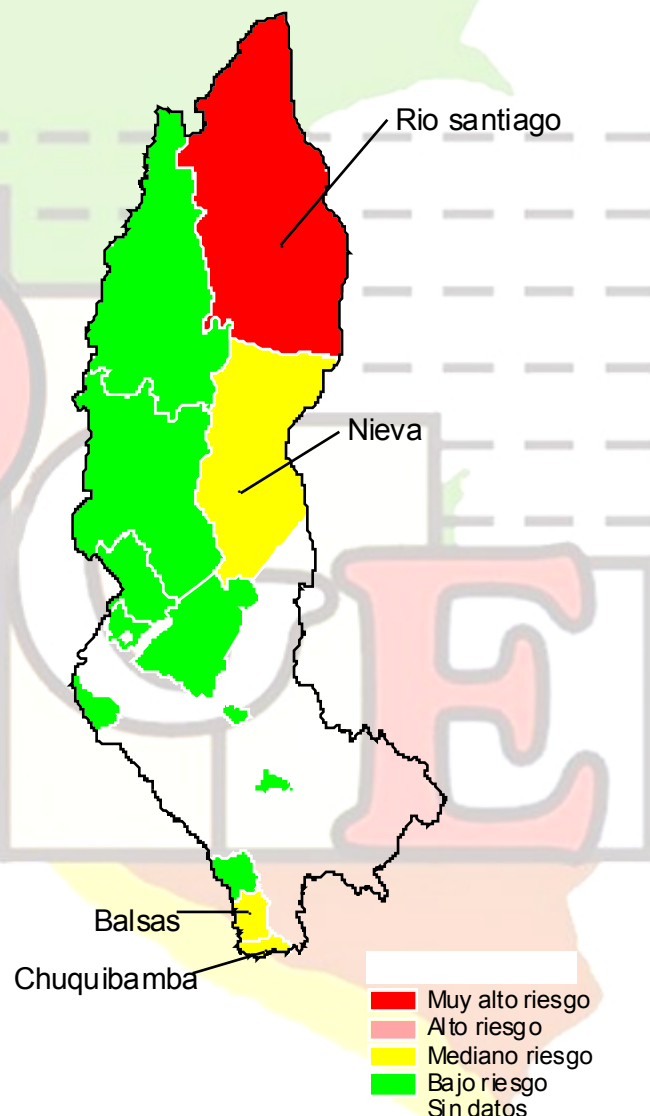 Rio santiago
Nieva
Balsas
Chuquibamba
Muy alto riesgo
Alto riesgo
Mediano riesgo
Bajo riesgo
Sin datos